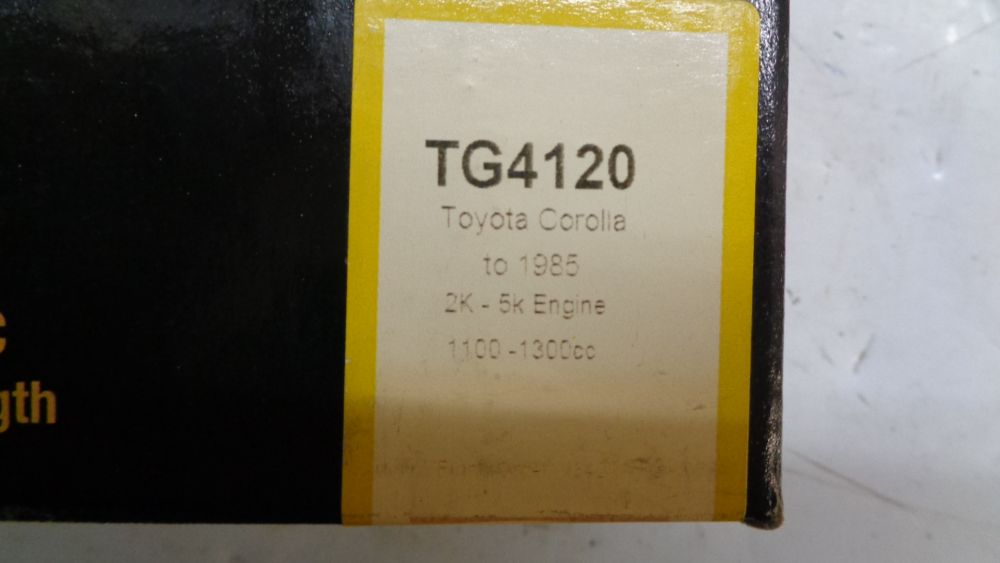 TG4120
Toyota Corolla
to 1985
2K - 5k Engine
1100 -1300cc
gth